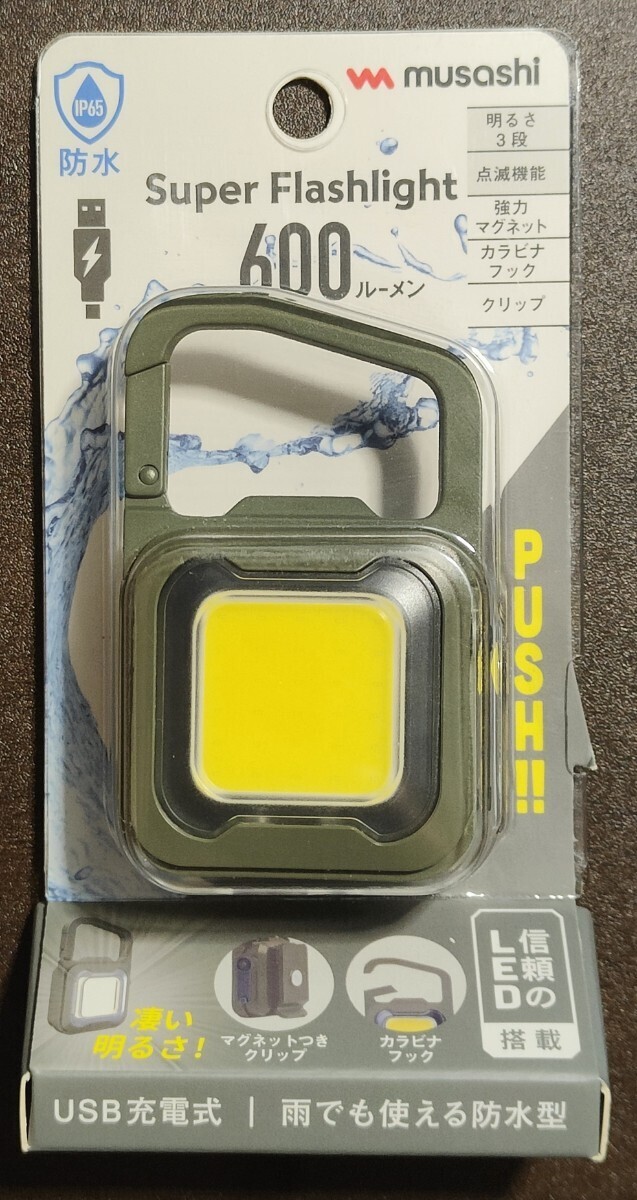 IP65
防水
musashi
Super Flashlight
600ルーメン
明るさ
3段
点滅機能
強力
マグネット
カラビナ
フック
クリップ
PUSH!!
凄い
明るさ!
マグネットつき
クリップ
カラビナ
フック
信頼の
LED
搭載
USB充電式 | 雨でも使える防水型